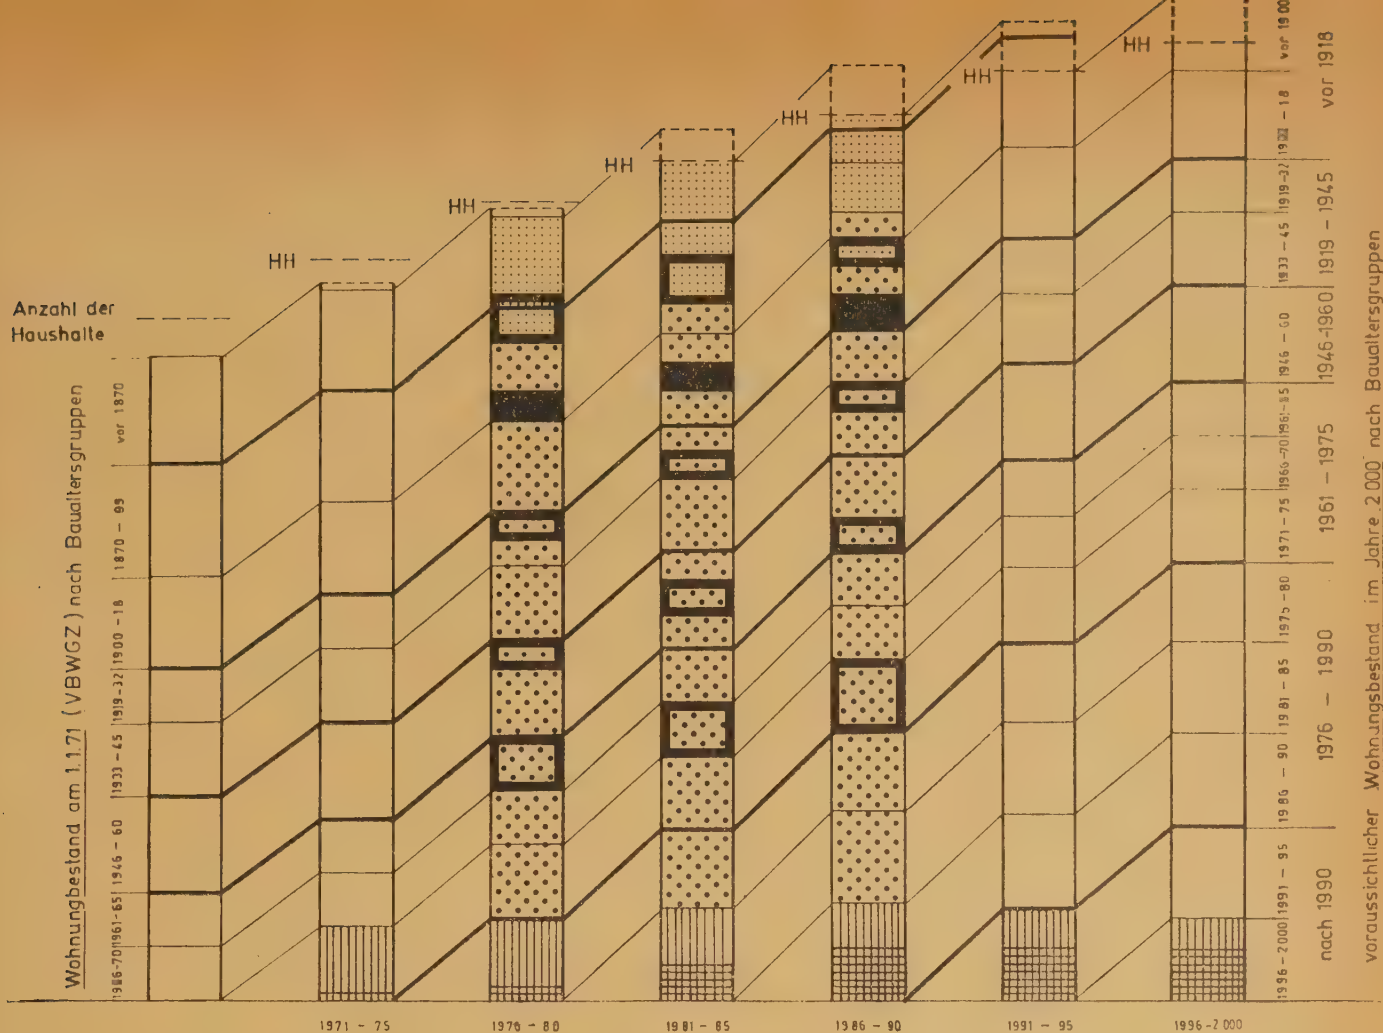 Anzahl der
Haushalte
HH
HH
HH
HH
HH
HH
Wohnungbestand am 1.1.71 (VBWGZ) nach Baualtersgruppen
vor 1870
1870 - 99
1900 - 18
1919 - 32
1933 - 45
1946 - 60
1961 - 65
1966 - 70
1971 - 75
1976 - 80
1981 - 85
1986 - 90
1991 - 95
1996 - 2000
vor 1900
1900 - 18
1919 - 32
1933 - 45
1946 - 60
1961 - 65
1966 - 70
1971 - 75
1976 - 80
1981 - 85
1986 - 90
1991 - 95
1996 - 2000
vor 1918
1919 - 1945
1946 - 1960
1961 - 1975
1976 - 1990
nach 1990
voraussichtlicher Wohnungsbestand im Jahre 2000 nach Baualtersgruppen